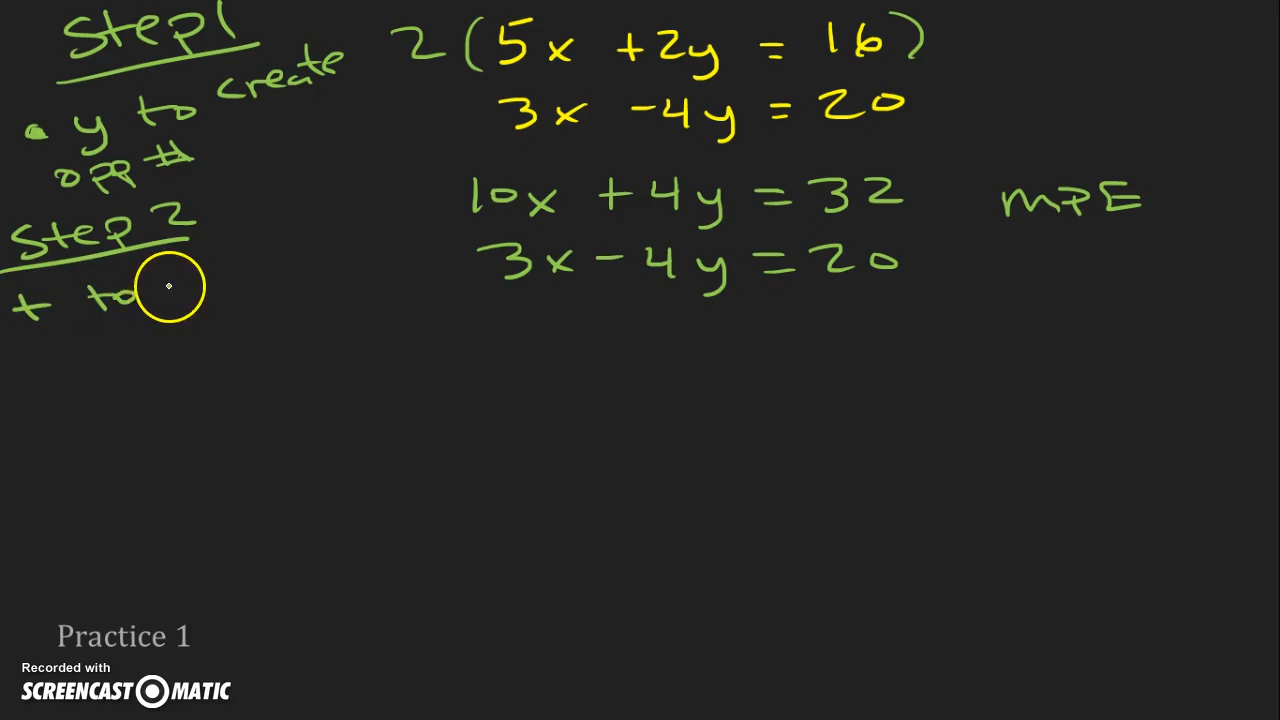 Step 1
• y to create
opp #
Step 2
+ to
2(5x + 2y = 16)
3x - 4y = 20
10x + 4y = 32 MPE
3x - 4y = 20
Practice 1
Recorded with
SCREENCAST MATIC